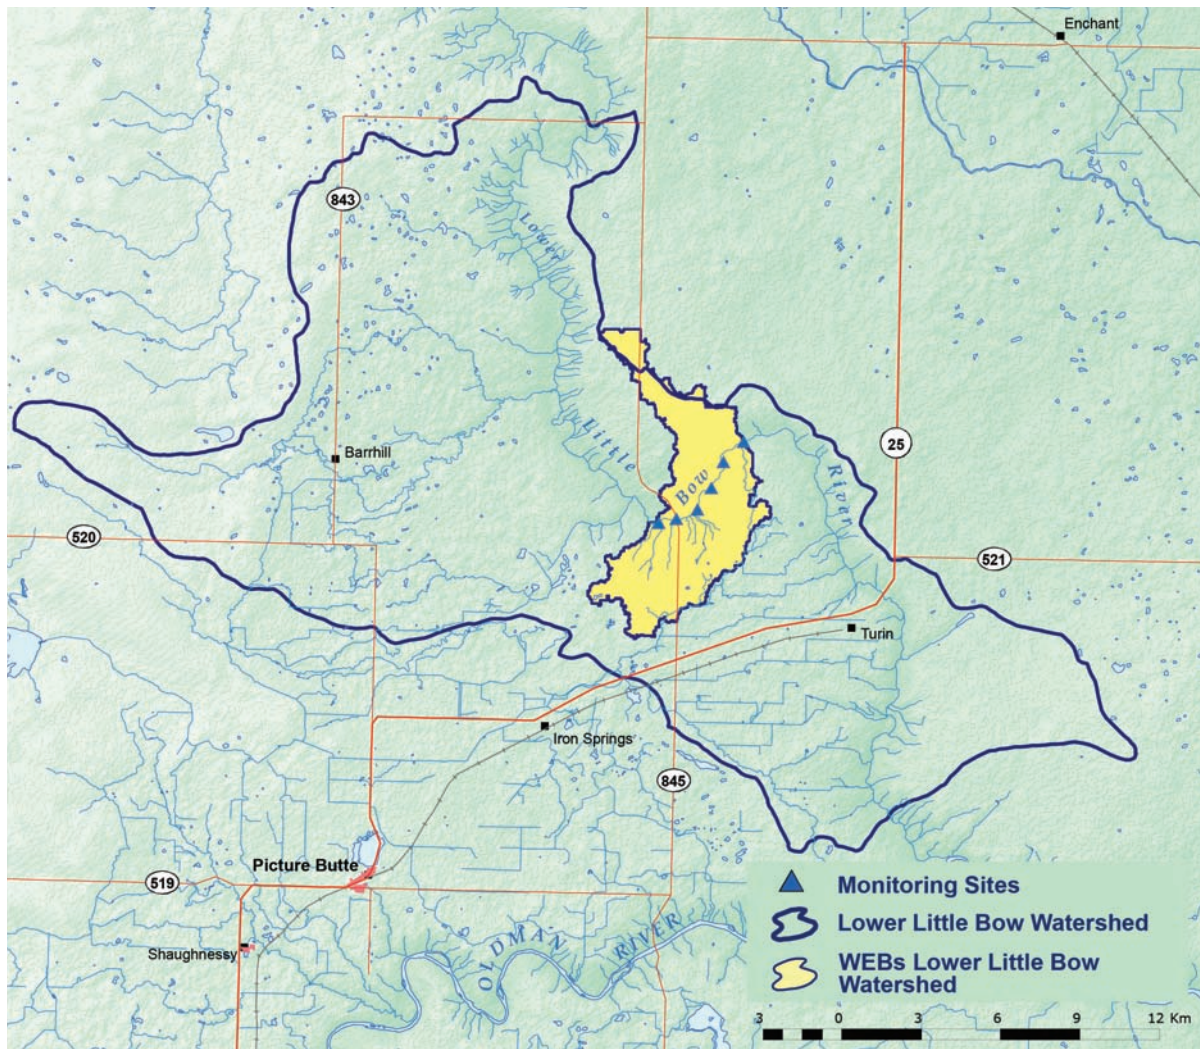 Enchant
843
Lower
Little
Bow
River
Barrhill
25
520
521
Turin
Iron Springs
845
Picture Butte
519
Shaughnessy
OLDMAN RIVER
Monitoring Sites
Lower Little Bow Watershed
WEBs Lower Little Bow
Watershed
3 0 3 6 9 12 Km